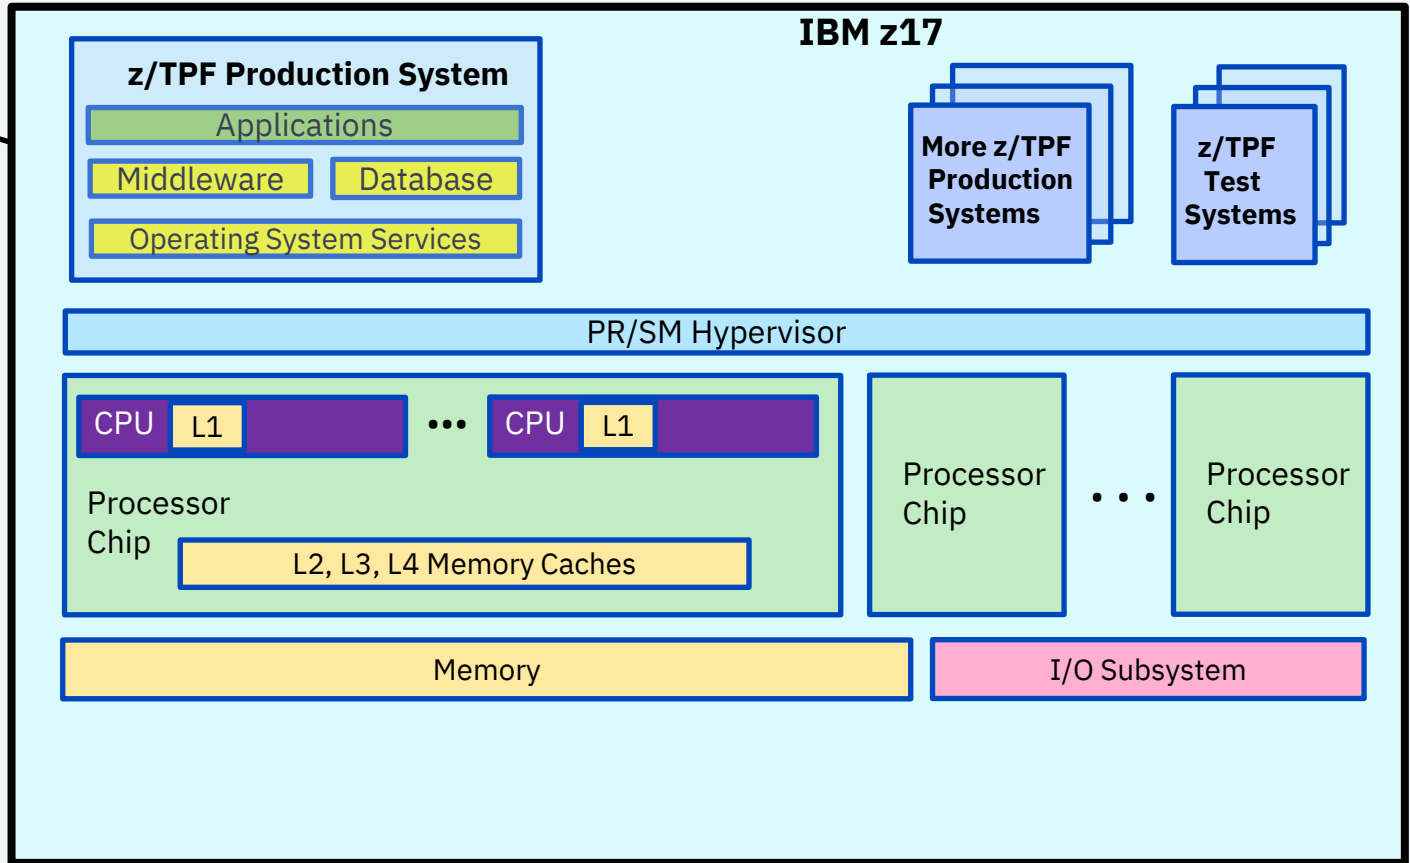 IBM z17
z/TPF Production System
Applications
Middleware
Database
Operating System Services
More z/TPF
Production
Systems
z/TPF
Test
Systems
PR/SM Hypervisor
CPU
L1
...
CPU
L1
Processor
Chip
L2, L3, L4 Memory Caches
Processor
Chip
...
Processor
Chip
Memory
I/O Subsystem